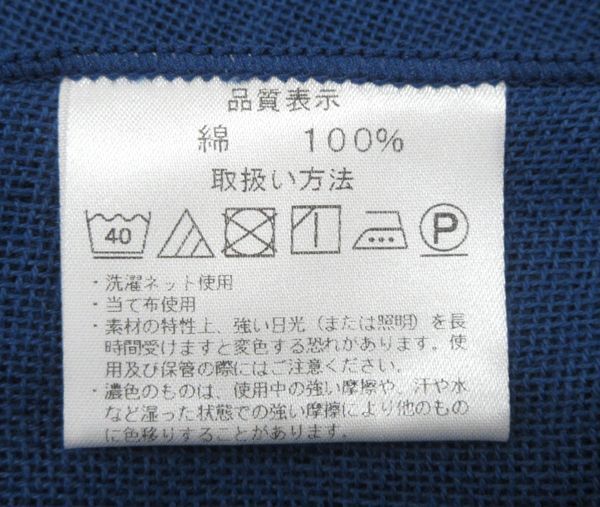 品質表示
綿 100%
取扱い方法
40 P
・洗濯ネット使用
・当て布使用
・素材の特性上、強い日光（または照明）を長
時間受けますと変色する恐れがあります。使
用及び保管の際にはご注意ください。
・濃色のものは、使用中の強い摩擦や、汗や水
など湿った状態での強い摩擦により他のもの
に色移りすることがあります。